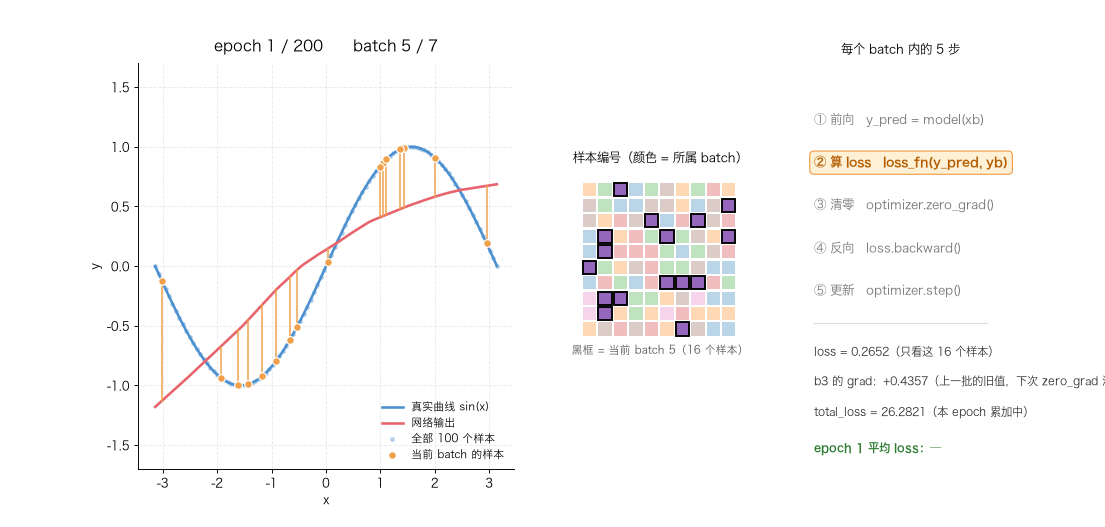 epoch 1 / 200 batch 5 / 7
1.5
1.0
0.5
0.0
-0.5
-1.0
-1.5
y
-3
-2
-1
0
1
2
3
x
真实曲线 sin(x)
网络输出
全部 100 个样本
当前 batch 的样本
样本编号（颜色 = 所属 batch）
黑框 = 当前 batch 5（16 个样本）
每个 batch 内的 5 步
① 前向 y_pred = model(xb)
② 算 loss loss_fn(y_pred, yb)
③ 清零 optimizer.zero_grad()
④ 反向 loss.backward()
⑤ 更新 optimizer.step()
loss = 0.2652（只看这 16 个样本）
b3 的 grad: +0.4357（上一批的旧值，下次 zero_grad
total_loss = 26.2821（本 epoch 累加中）
epoch 1 平均 loss: —